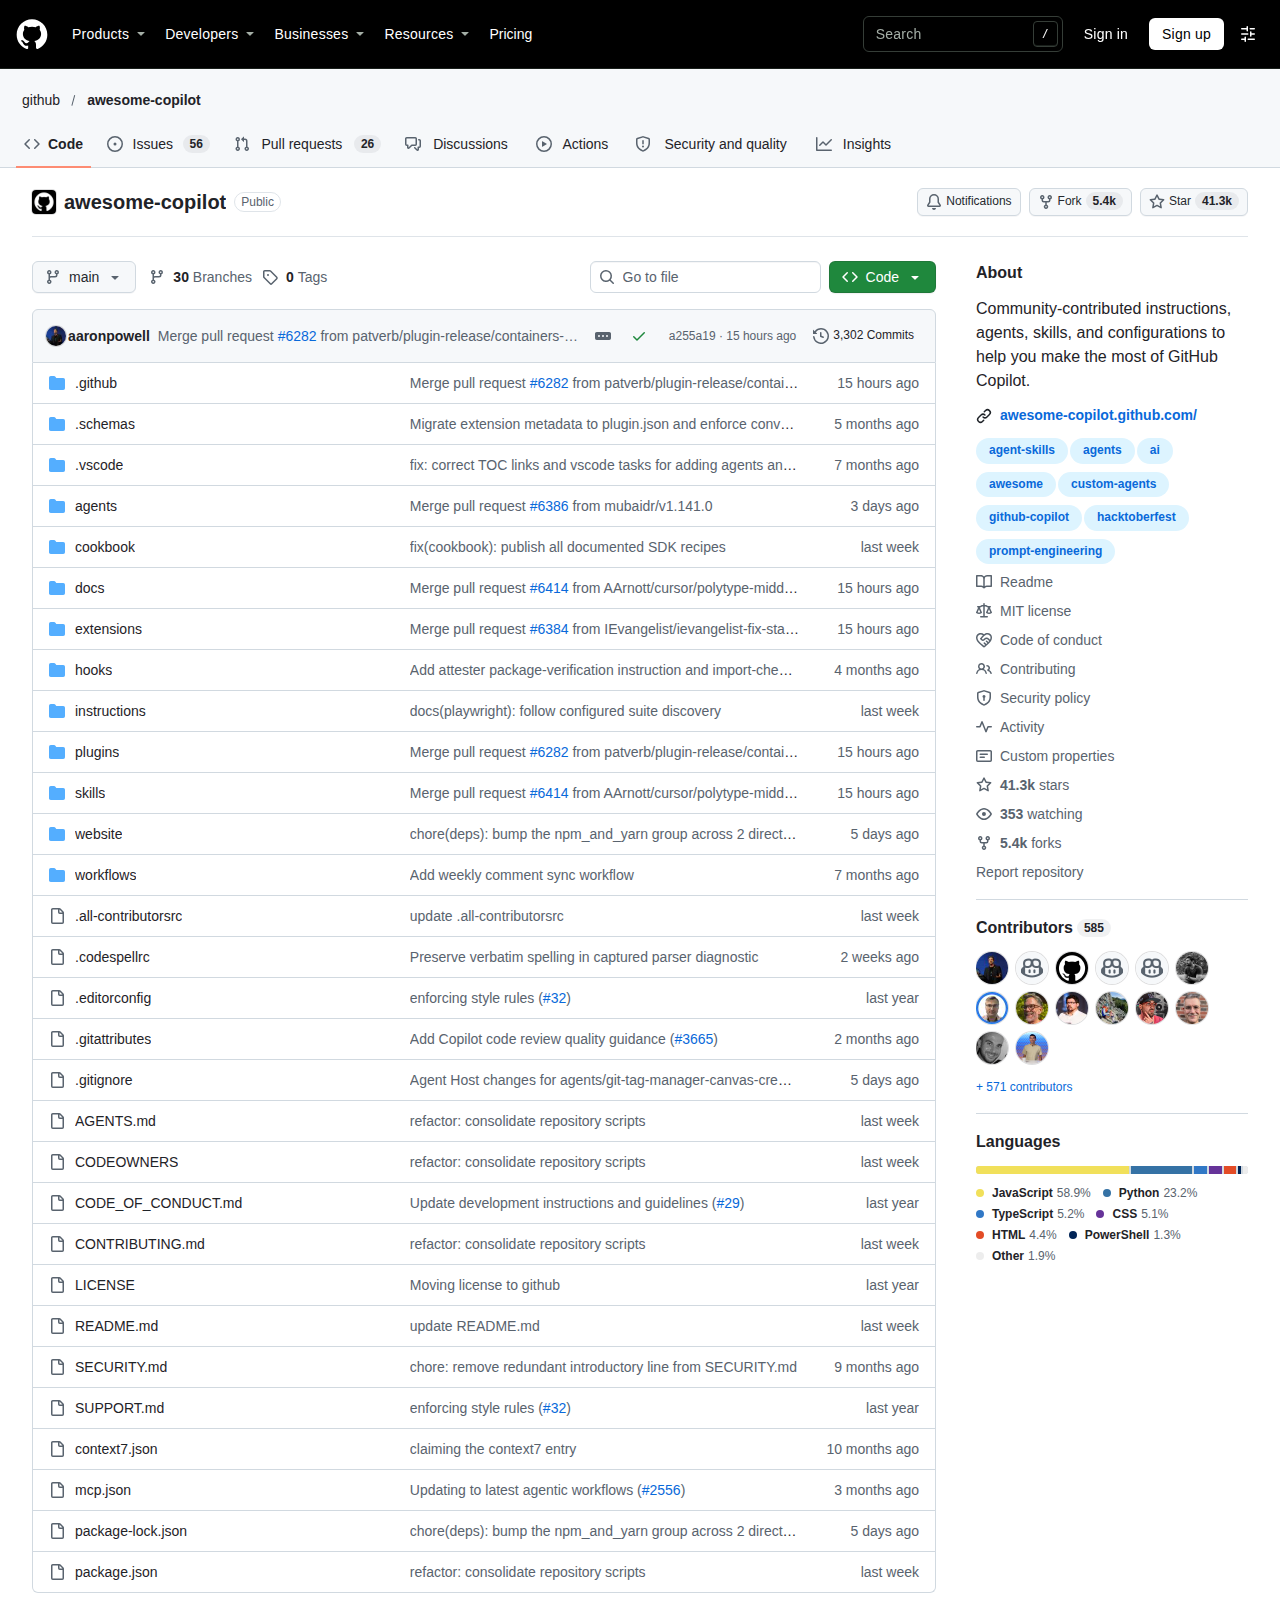 Products Developers Businesses Resources Pricing Search / Sign in Sign up
github / awesome-copilot
Code Issues 56 Pull requests 26 Discussions Actions Security and quality Insights
awesome-copilot Public Notifications Fork 5.4k Star 41.3k
main 30 Branches 0 Tags Go to file Code
aaronpowell Merge pull request #6282 from patverb/plugin-release/containers-… a255a19 · 15 hours ago 3,302 Commits
.github Merge pull request #6282 from patverb/plugin-release/contai… 15 hours ago
.schemas Migrate extension metadata to plugin.json and enforce conv… 5 months ago
.vscode fix: correct TOC links and vscode tasks for adding agents an… 7 months ago
agents Merge pull request #6386 from mubaidr/v1.141.0 3 days ago
cookbook fix(cookbook): publish all documented SDK recipes last week
docs Merge pull request #6414 from AArnott/cursor/polytype-midd… 15 hours ago
extensions Merge pull request #6384 from IEvangelist/ievangelist-fix-sta… 15 hours ago
hooks Add attester package-verification instruction and import-che… 4 months ago
instructions docs(playwright): follow configured suite discovery last week
plugins Merge pull request #6282 from patverb/plugin-release/contai… 15 hours ago
skills Merge pull request #6414 from AArnott/cursor/polytype-midd… 15 hours ago
website chore(deps): bump the npm_and_yarn group across 2 direct… 5 days ago
workflows Add weekly comment sync workflow 7 months ago
.all-contributorsrc update .all-contributorsrc last week
.codespellrc Preserve verbatim spelling in captured parser diagnostic 2 weeks ago
.editorconfig enforcing style rules (#32) last year
.gitattributes Add Copilot code review quality guidance (#3665) 2 months ago
.gitignore Agent Host changes for agents/git-tag-manager-canvas-cre… 5 days ago
AGENTS.md refactor: consolidate repository scripts last week
CODEOWNERS refactor: consolidate repository scripts last week
CODE_OF_CONDUCT.md Update development instructions and guidelines (#29) last year
CONTRIBUTING.md refactor: consolidate repository scripts last week
LICENSE Moving license to github last year
README.md update README.md last week
SECURITY.md chore: remove redundant introductory line from SECURITY.md 9 months ago
SUPPORT.md enforcing style rules (#32) last year
context7.json claiming the context7 entry 10 months ago
mcp.json Updating to latest agentic workflows (#2556) 3 months ago
package-lock.json chore(deps): bump the npm_and_yarn group across 2 direct… 5 days ago
package.json refactor: consolidate repository scripts last week
About
Community-contributed instructions,
agents, skills, and configurations to
help you make the most of GitHub
Copilot.
awesome-copilot.github.com/
agent-skills agents ai
awesome custom-agents
github-copilot hacktoberfest
prompt-engineering
Readme
MIT license
Code of conduct
Contributing
Security policy
Activity
Custom properties
41.3k stars
353 watching
5.4k forks
Report repository
Contributors 585
+ 571 contributors
Languages
JavaScript 58.9% Python 23.2%
TypeScript 5.2% CSS 5.1%
HTML 4.4% PowerShell 1.3%
Other 1.9%